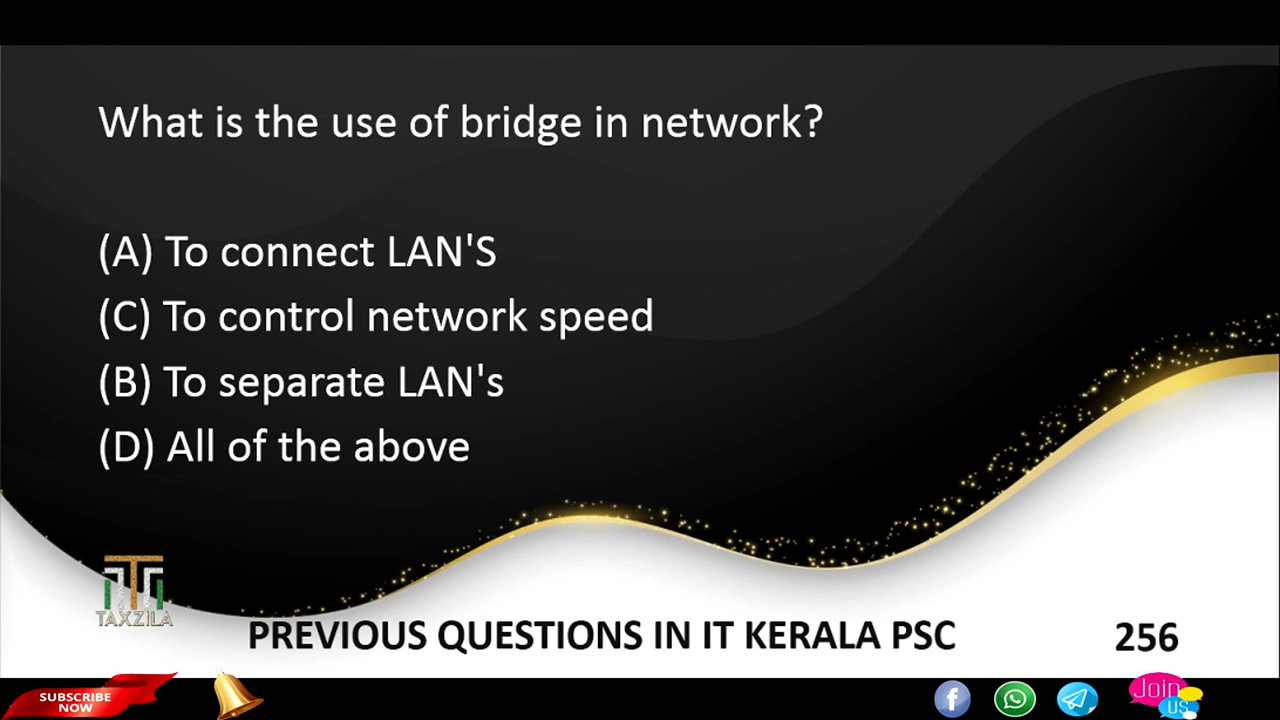 What is the use of bridge in network?
(A) To connect LAN'S
(C) To control network speed
(B) To separate LAN's
(D) All of the above
TAXZILA
PREVIOUS QUESTIONS IN IT KERALA PSC
256
SUBSCRIBE
NOW
Join
us